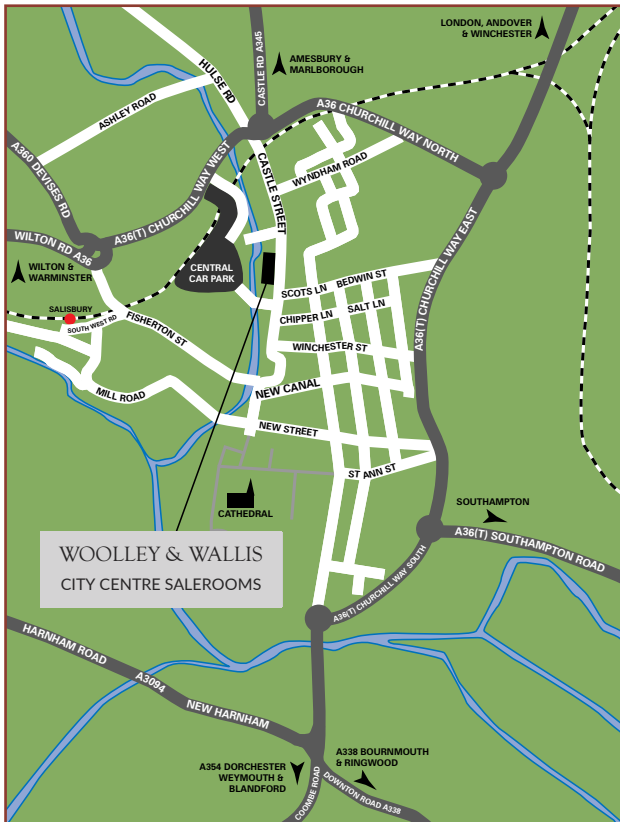 LONDON, ANDOVER
& WINCHESTER
HULSE RD
CASTLE RD A345
AMESBURY &
MARLBOROUGH
ASHLEY ROAD
A36 CHURCHILL WAY NORTH
A360 DEVISES RD
A36(T) CHURCHILL WAY WEST
CASTLE STREET
WYNDHAM ROAD
WILTON RD A36
WILTON &
WARMINSTER
CENTRAL
CAR PARK
SCOTS LN
BEDWIN ST
A36(T) CHURCHILL WAY EAST
SALISBURY
SOUTH WEST RD
FISHERTON ST
CHIPPER LN
SALT LN
WINCHESTER ST
MILL ROAD
NEW CANAL
NEW STREET
ST ANN ST
CATHEDRAL
SOUTHAMPTON
A36(T) SOUTHAMPTON ROAD
WOOLLEY & WALLIS
CITY CENTRE SALEROOMS
A36(T) CHURCHILL WAY SOUTH
HARNHAM ROAD
A3094
NEW HARNHAM
A354 DORCHESTER
WEYMOUTH &
BLANDFORD
A338 BOURNMOUTH
& RINGWOOD
COOMBE ROAD
DOWNTON ROAD A338